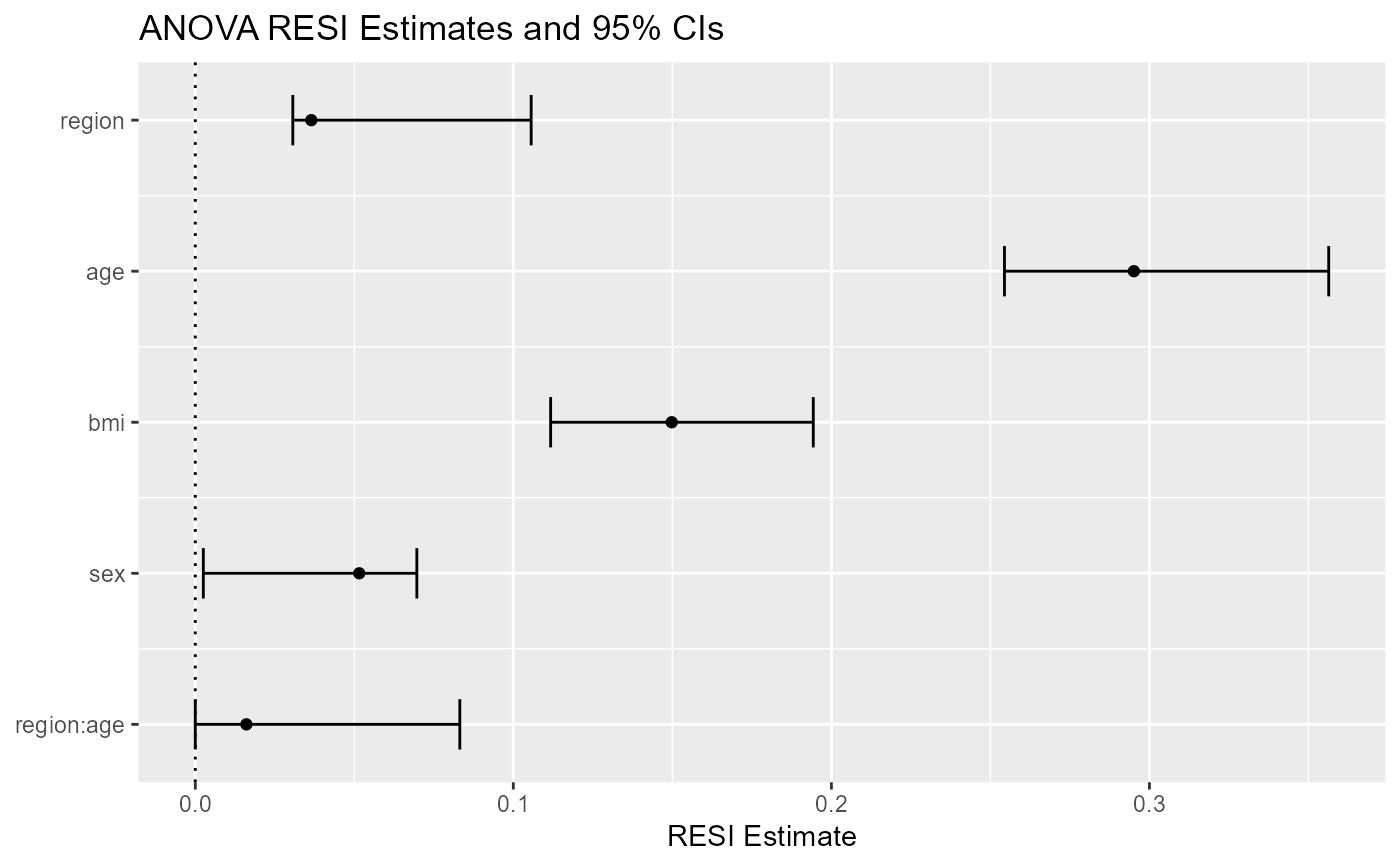 ANOVA RESI Estimates and 95% CIs
region
age
bmi
sex
region:age
0.0 0.1 0.2 0.3
RESI Estimate